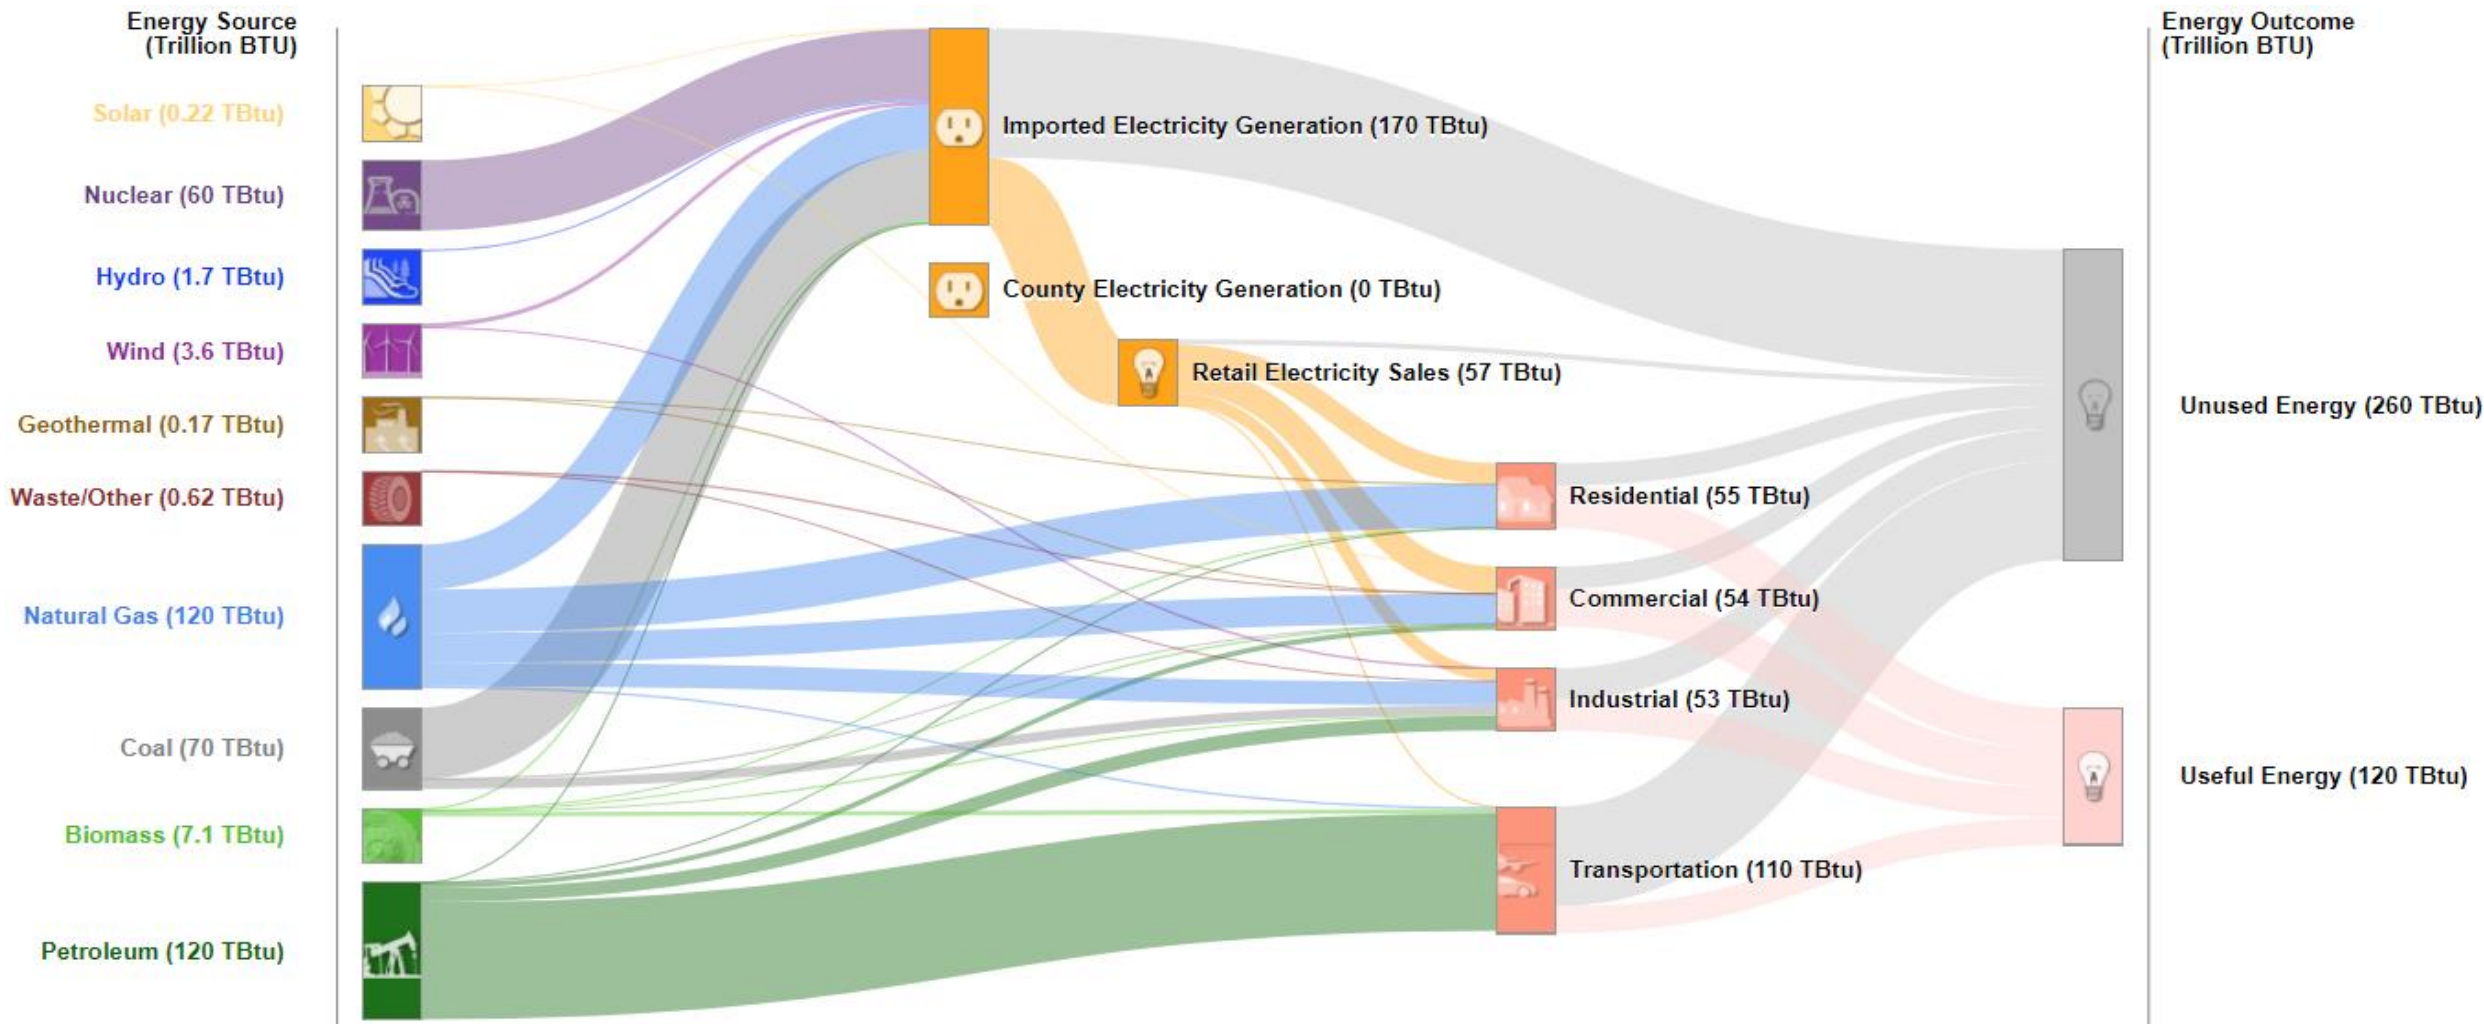 Energy Source
(Trillion BTU)
Solar (0.22 TBtu)
Nuclear (60 TBtu)
Hydro (1.7 TBtu)
Wind (3.6 TBtu)
Geothermal (0.17 TBtu)
Waste/Other (0.62 TBtu)
Natural Gas (120 TBtu)
Coal (70 TBtu)
Biomass (7.1 TBtu)
Petroleum (120 TBtu)
Imported Electricity Generation (170 TBtu)
County Electricity Generation (0 TBtu)
Retail Electricity Sales (57 TBtu)
Residential (55 TBtu)
Commercial (54 TBtu)
Industrial (53 TBtu)
Transportation (110 TBtu)
Energy Outcome
(Trillion BTU)
Unused Energy (260 TBtu)
Useful Energy (120 TBtu)